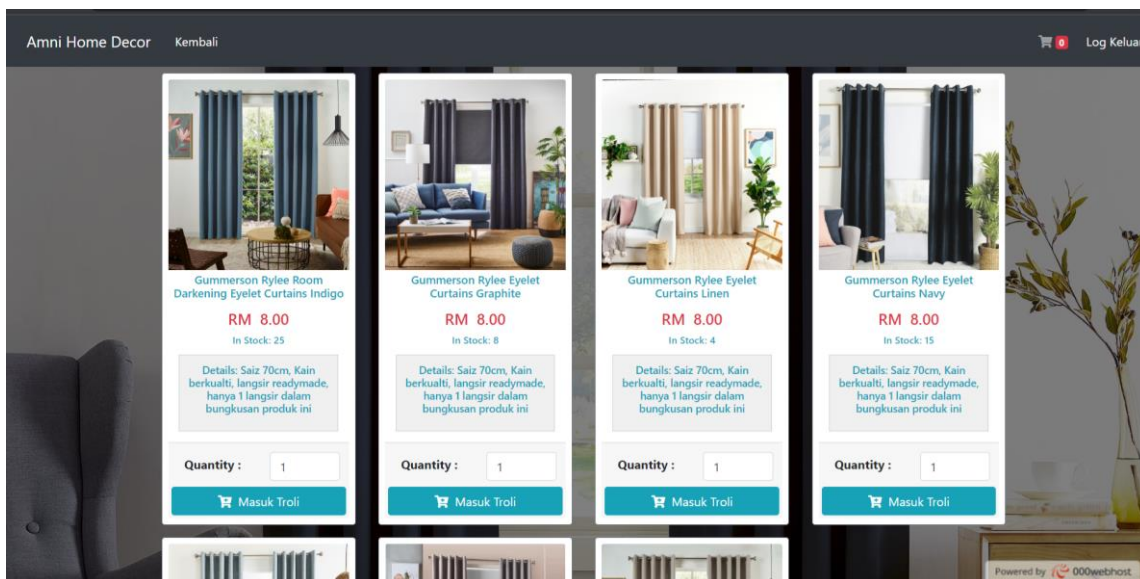 Amni Home Decor
Kembali
0
Log Keluar
Gummerson Rylee Room
Darkening Eyelet Curtains Indigo
RM 8.00
In Stock: 25
Details: Saiz 70cm, Kain
berkualti, langsir readymade,
hanya 1 langsir dalam
bungkusan produk ini
Quantity :
1
Masuk Troli
Gummerson Rylee Eyelet
Curtains Graphite
RM 8.00
In Stock: 8
Details: Saiz 70cm, Kain
berkualti, langsir readymade,
hanya 1 langsir dalam
bungkusan produk ini
Quantity :
1
Masuk Troli
Gummerson Rylee Eyelet
Curtains Linen
RM 8.00
In Stock: 4
Details: Saiz 70cm, Kain
berkualti, langsir readymade,
hanya 1 langsir dalam
bungkusan produk ini
Quantity :
1
Masuk Troli
Gummerson Rylee Eyelet
Curtains Navy
RM 8.00
In Stock: 15
Details: Saiz 70cm, Kain
berkualti, langsir readymade,
hanya 1 langsir dalam
bungkusan produk ini
Quantity :
1
Masuk Troli
Powered by 000webhost